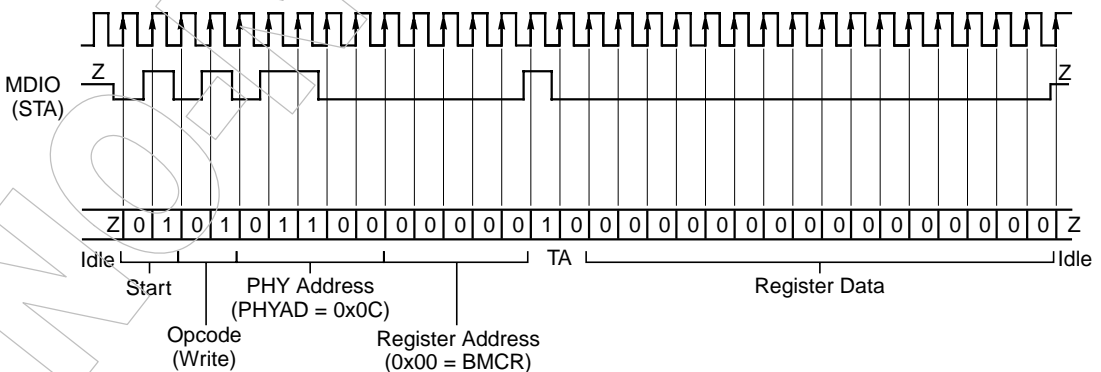 Z
Z
MDIO
(STA)
Z 0 1 0 1 0 1 1 0 0 0 0 0 0 0 1 0 0 0 0 0 0 0 0 0 0 0 0 0 0 0 0 0 Z
Idle
TA
Idle
Start
PHY Address
(PHYAD = 0x0C)
Register Data
Opcode
(Write)
Register Address
(0x00 = BMCR)